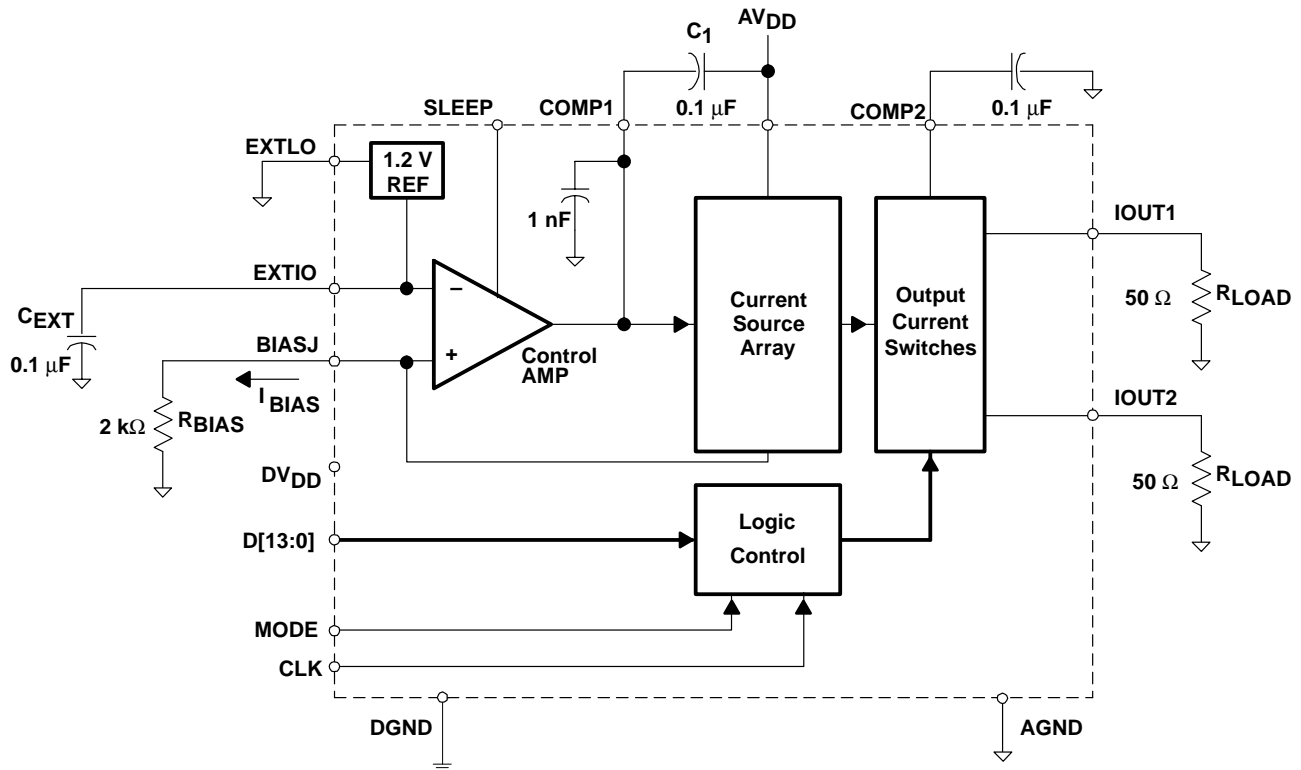 AVDD
C1
0.1 µF
0.1 µF
SLEEP
COMP1
COMP2
EXTLO
1.2 V
REF
1 nF
IOUT1
EXTIO
−
CEXT
0.1 µF
50 Ω
RLOAD
Current
Source
Array
Output
Current
Switches
BIASJ
+
Control
AMP
IBIAS
2 kΩ
RBIAS
IOUT2
DVDD
50 Ω
RLOAD
D[13:0]
Logic
Control
MODE
CLK
DGND
AGND